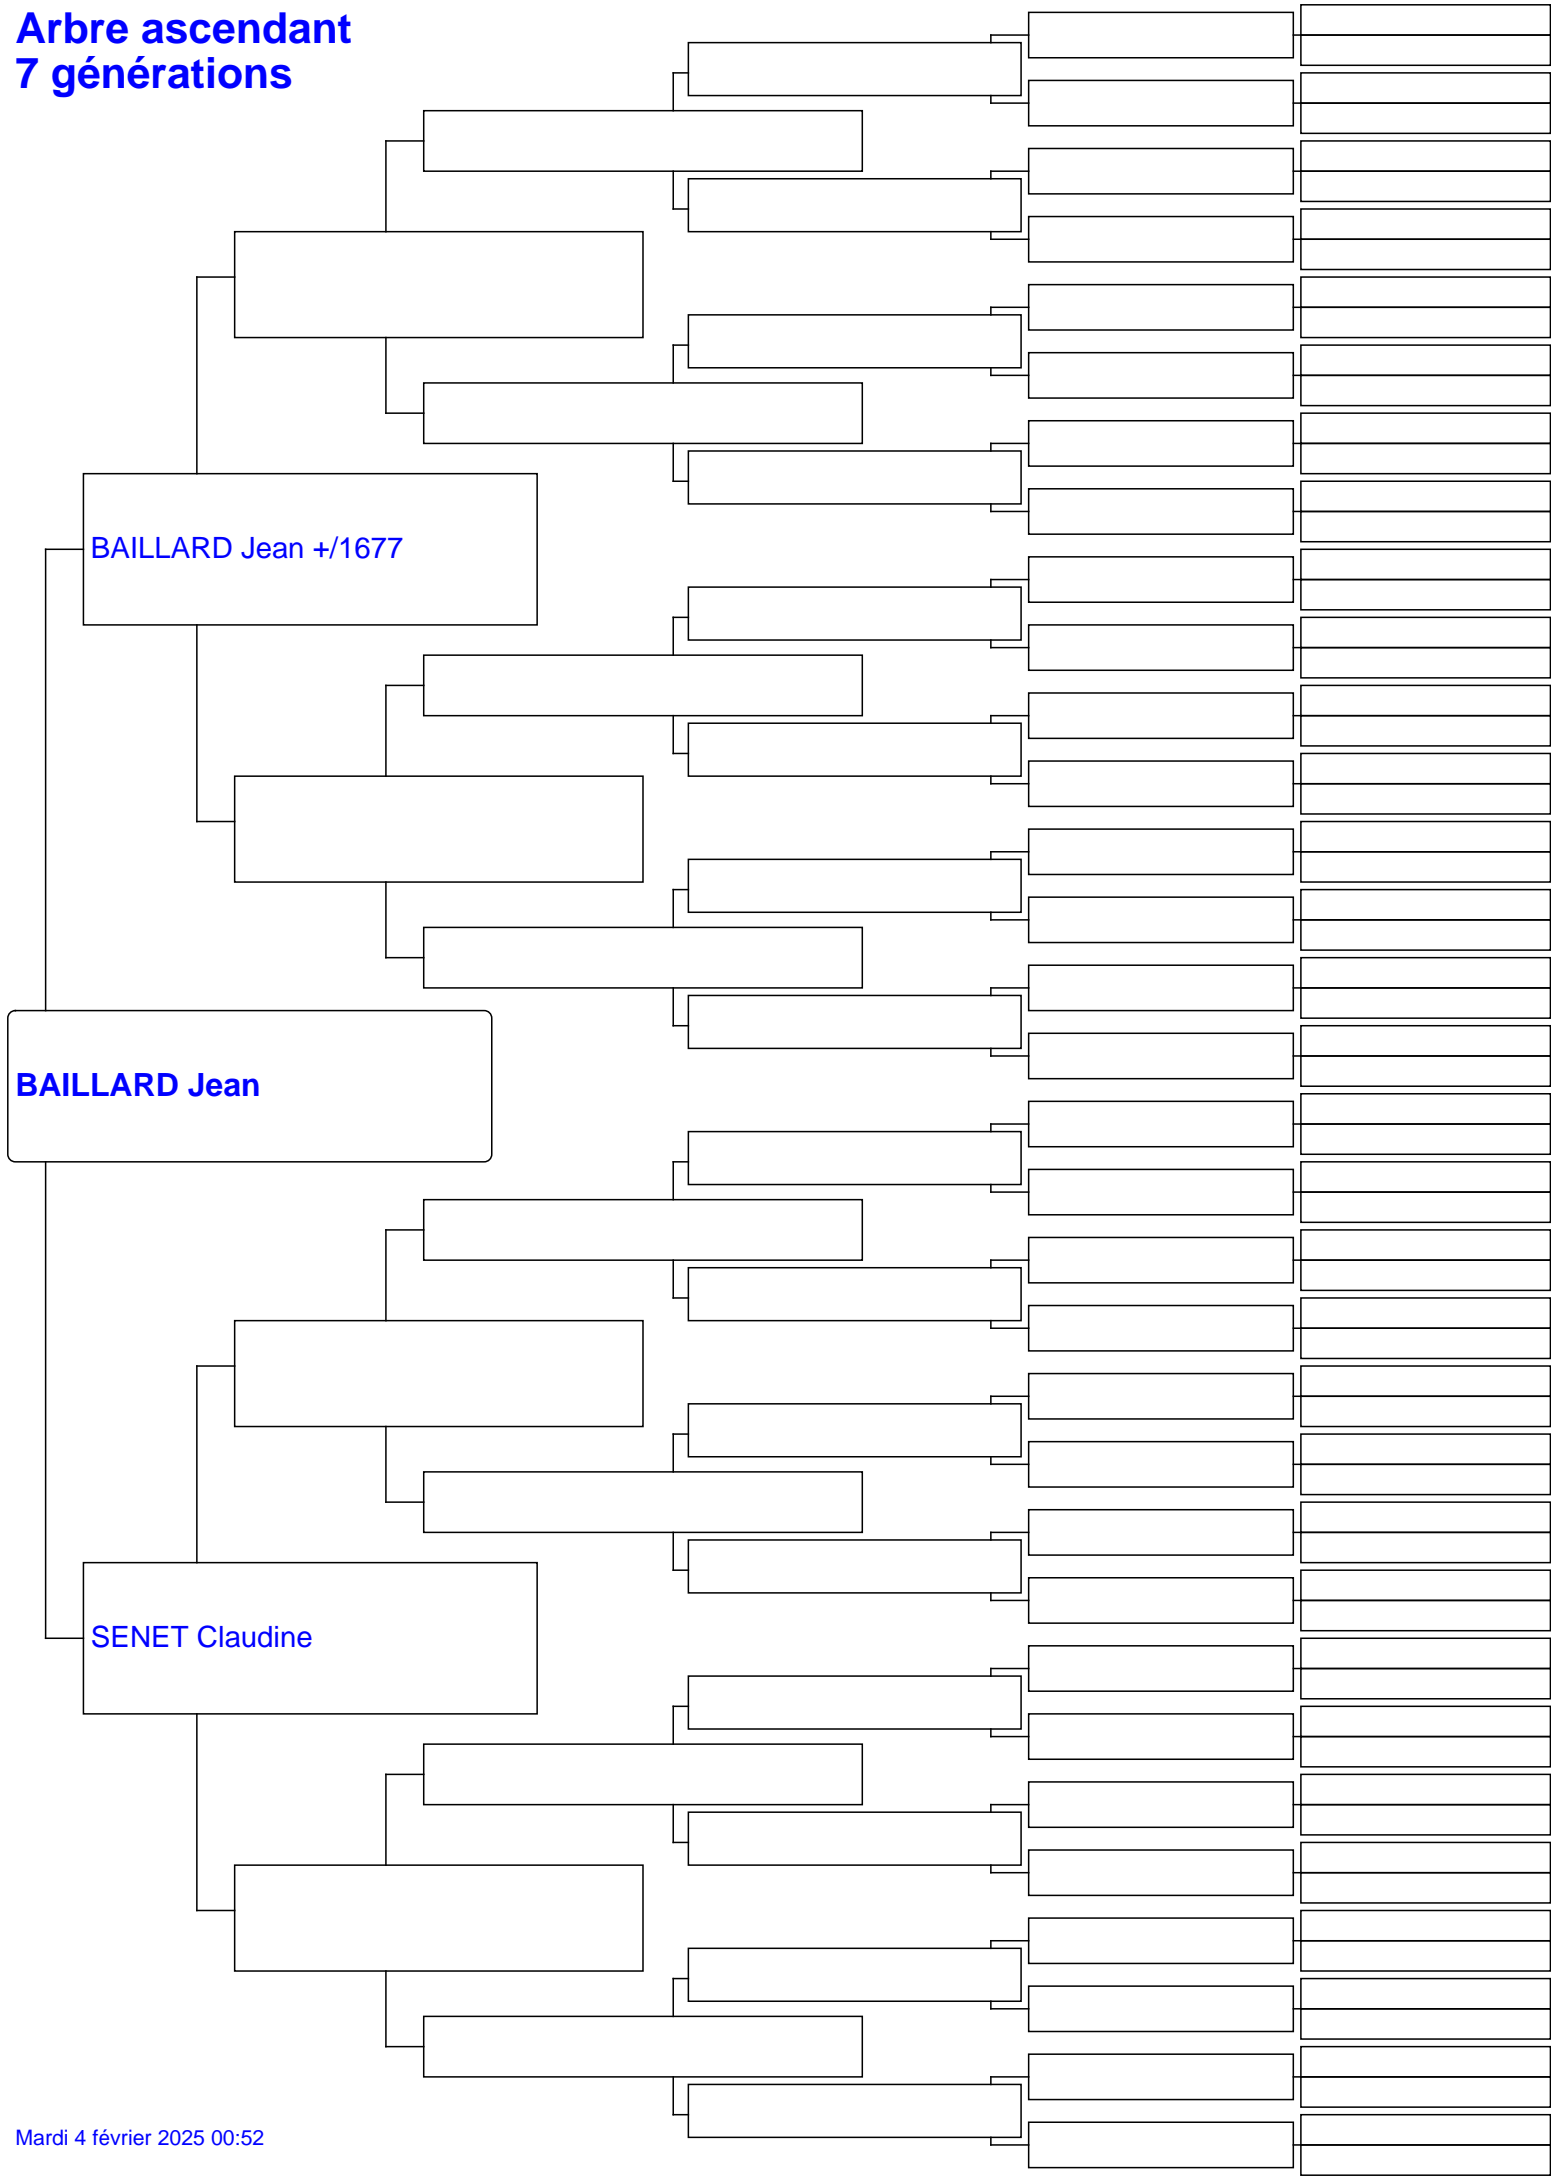 Arbre ascendant
7 générations
BAILLARD Jean +/1677
BAILLARD Jean
SENET Claudine
Mardi 4 février 2025 00:52